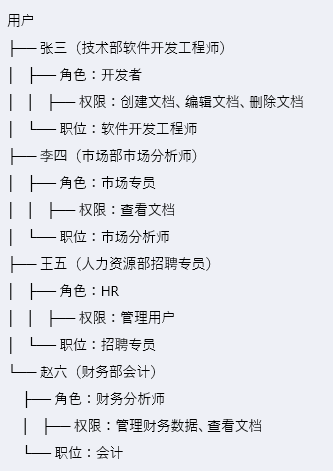 用户
├── 张三（技术部软件开发工程师）
│   ├── 角色：开发者
│   │   ├── 权限：创建文档、编辑文档、删除文档
│   └── 职位：软件开发工程师
├── 李四（市场部市场分析师）
│   ├── 角色：市场专员
│   │   ├── 权限：查看文档
│   └── 职位：市场分析师
├── 王五（人力资源部招聘专员）
│   ├── 角色：HR
│   │   ├── 权限：管理用户
│   └── 职位：招聘专员
└── 赵六（财务部会计）
    ├── 角色：财务分析师
    │   ├── 权限：管理财务数据、查看文档
    └── 职位：会计